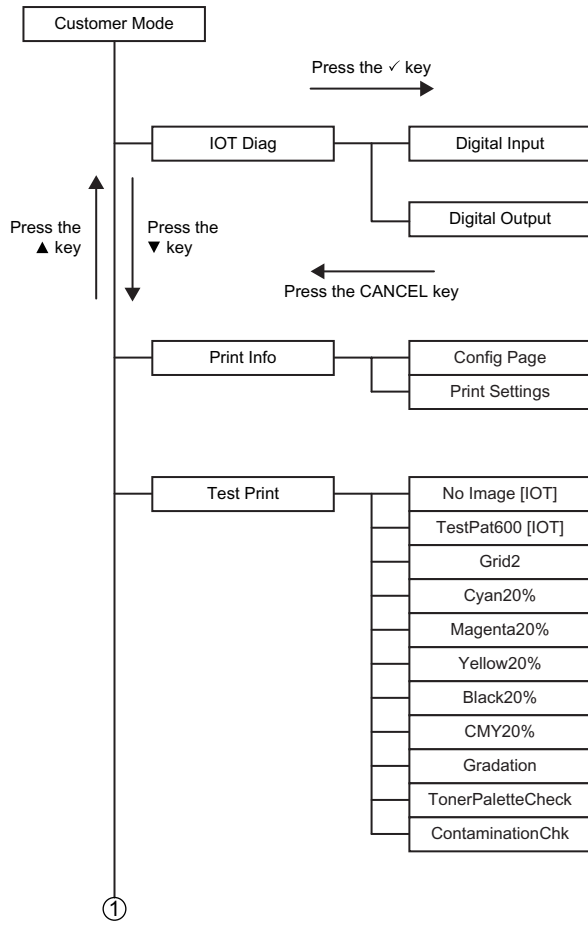 Customer Mode
Press the ✓ key
IOT Diag
Digital Input
Digital Output
Press the
▲ key
Press the
▼ key
Press the CANCEL key
Print Info
Config Page
Print Settings
Test Print
No Image [IOT]
TestPat600 [IOT]
Grid2
Cyan20%
Magenta20%
Yellow20%
Black20%
CMY20%
Gradation
TonerPaletteCheck
ContaminationChk
①